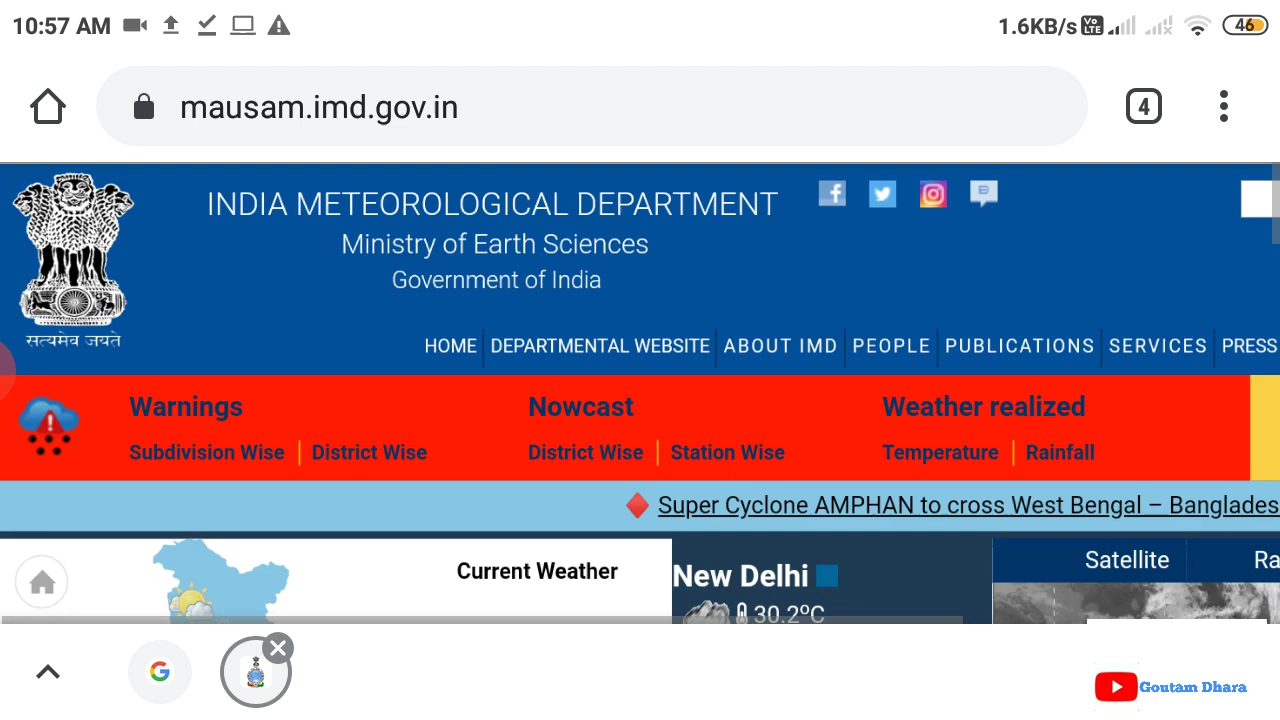 10:57 AM 1.6KB/s Vo LTE 46
mausam.imd.gov.in 4
INDIA METEOROLOGICAL DEPARTMENT
Ministry of Earth Sciences
Government of India
सत्यमेव जयते
HOME DEPARTMENTAL WEBSITE ABOUT IMD PEOPLE PUBLICATIONS SERVICES PRESS
Warnings Nowcast Weather realized
Subdivision Wise District Wise District Wise Station Wise Temperature Rainfall
Super Cyclone AMPHAN to cross West Bengal – Banglades
Current Weather New Delhi Satellite Ra
30.2ºC
Goutam Dhara